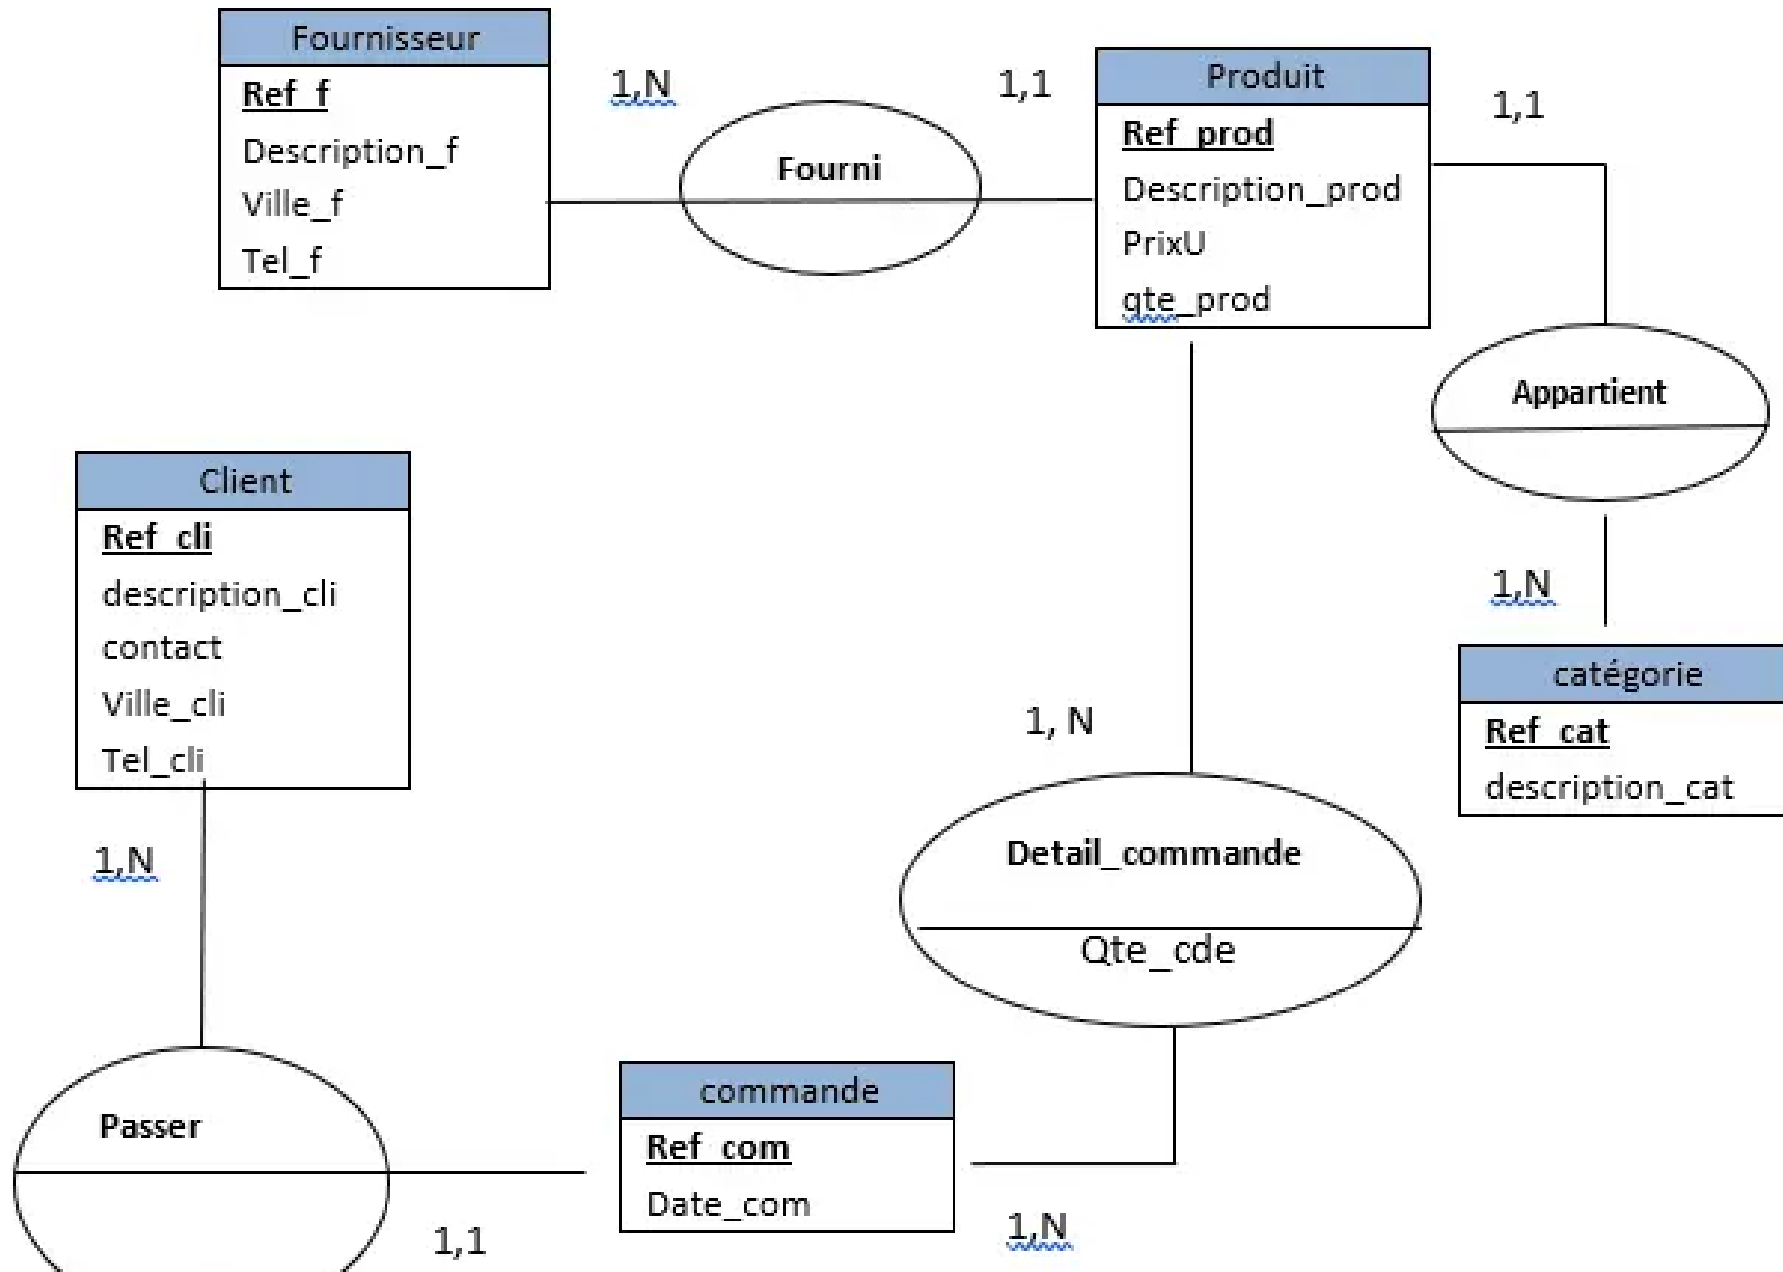 Fournisseur
Ref_f
Description_f
Ville_f
Tel_f
1,N
Fourni
1,1
Produit
Ref_prod
Description_prod
PrixU
qte_prod
1,1
Appartient
1,N
catégorie
Ref_cat
description_cat
Client
Ref_cli
description_cli
contact
Ville_cli
Tel_cli
1,N
Passer
1,1
commande
Ref_com
Date_com
1,N
1, N
Detail_commande
Qte_cde